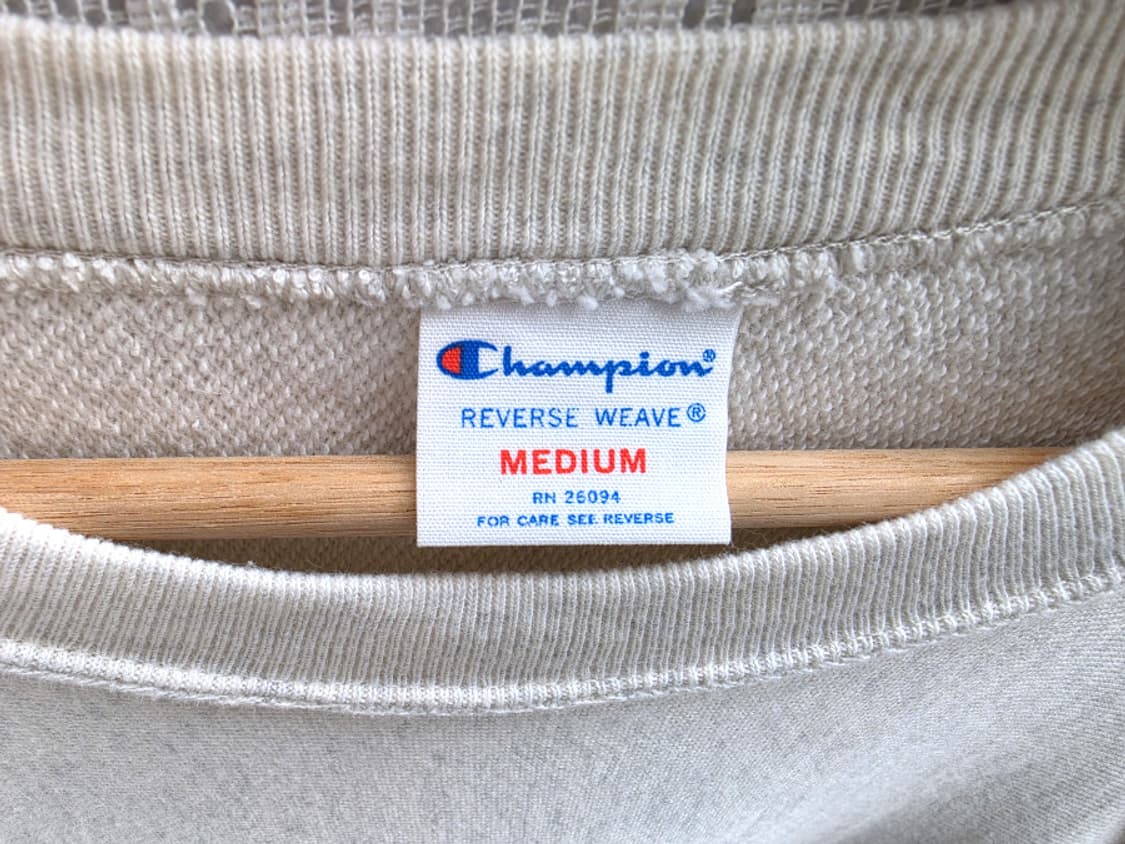 Champion®
REVERSE WEAVE®
MEDIUM
RN 26094
FOR CARE SEE REVERSE